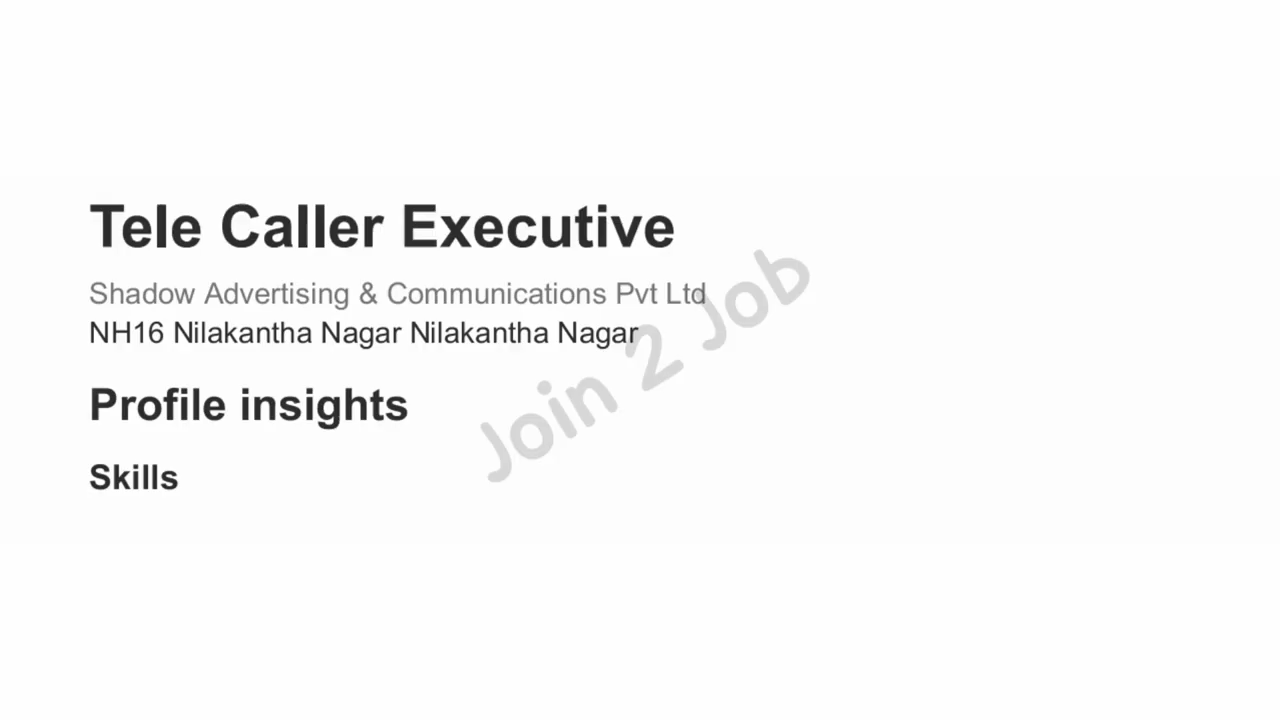 Tele Caller Executive
Shadow Advertising & Communications Pvt Ltd
NH16 Nilakantha Nagar Nilakantha Nagar
Profile insights
Skills
Join 2 Job